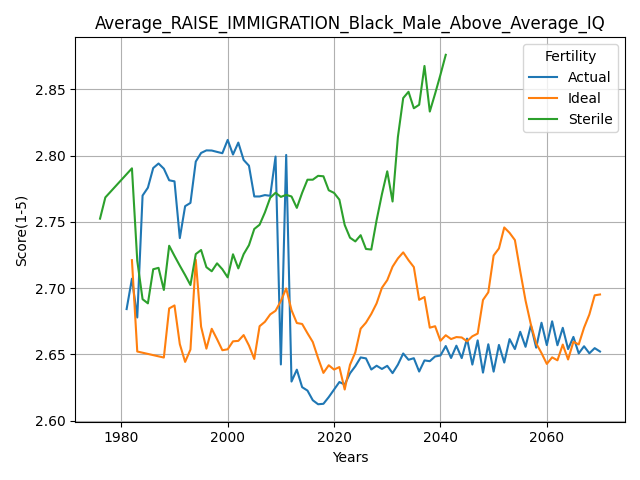 Average_RAISE_IMMIGRATION_Black_Male_Above_Average_IQ
Fertility
Actual
Ideal
Sterile
Score(1-5)
2.85
2.80
2.75
2.70
2.65
2.60
1980 2000 2020 2040 2060
Years